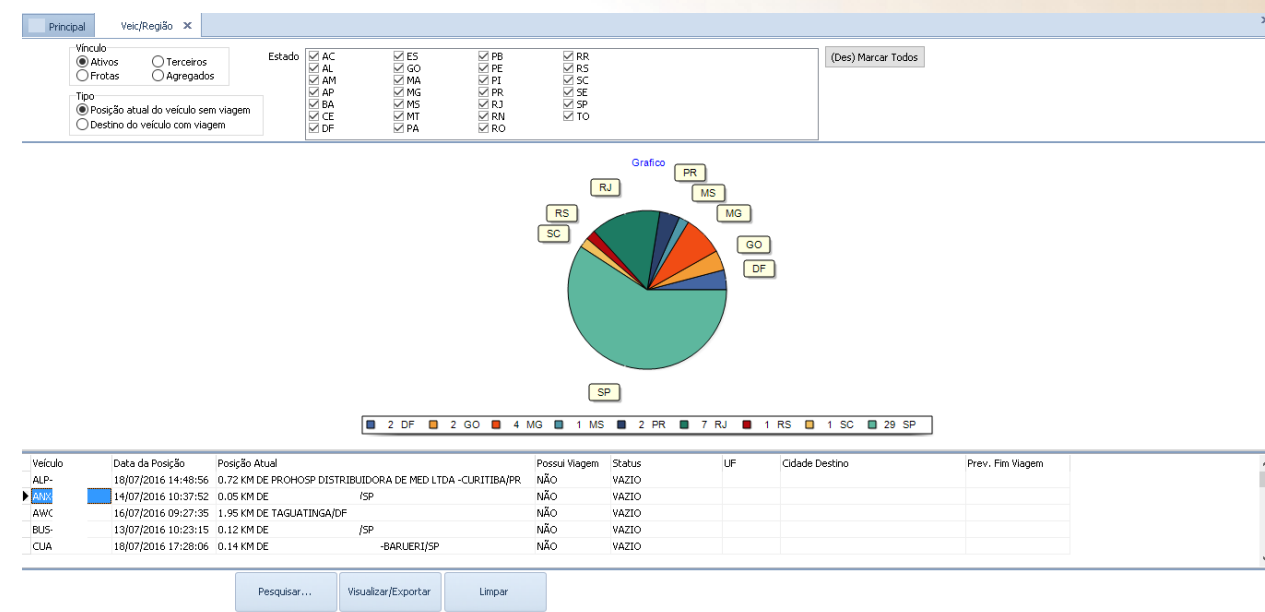 Principal Veic/Região
Vínculo
Ativos Terceiros
Frotas Agregados
Tipo
Posição atual do veículo sem viagem
Destino do veículo com viagem
Estado
AC ES PB RR
AL GO PE RS
AM MA PI SC
AP MG PR SE
BA MS RJ SP
CE MT RN TO
DF PA RO
(Des) Marcar Todos
Grafico
PR
RJ
MS
RS
MG
SC
GO
DF
SP
2 DF 2 GO 4 MG 1 MS 2 PR 7 RJ 1 RS 1 SC 29 SP
Veículo Data da Posição Posição Atual Possui Viagem Status UF Cidade Destino Prev. Fim Viagem
ALP- 18/07/2016 14:48:56 0.72 KM DE PROHOSP DISTRIBUIDORA DE MED LTDA -CURITIBA/PR NÃO VAZIO
ANX 14/07/2016 10:37:52 0.05 KM DE /SP NÃO VAZIO
AWC 16/07/2016 09:27:35 1.95 KM DE TAGUATINGA/DF NÃO VAZIO
BUS- 13/07/2016 10:23:15 0.12 KM DE /SP NÃO VAZIO
CUA 18/07/2016 17:28:06 0.14 KM DE -BARUERI/SP NÃO VAZIO
Pesquisar... Visualizar/Exportar Limpar